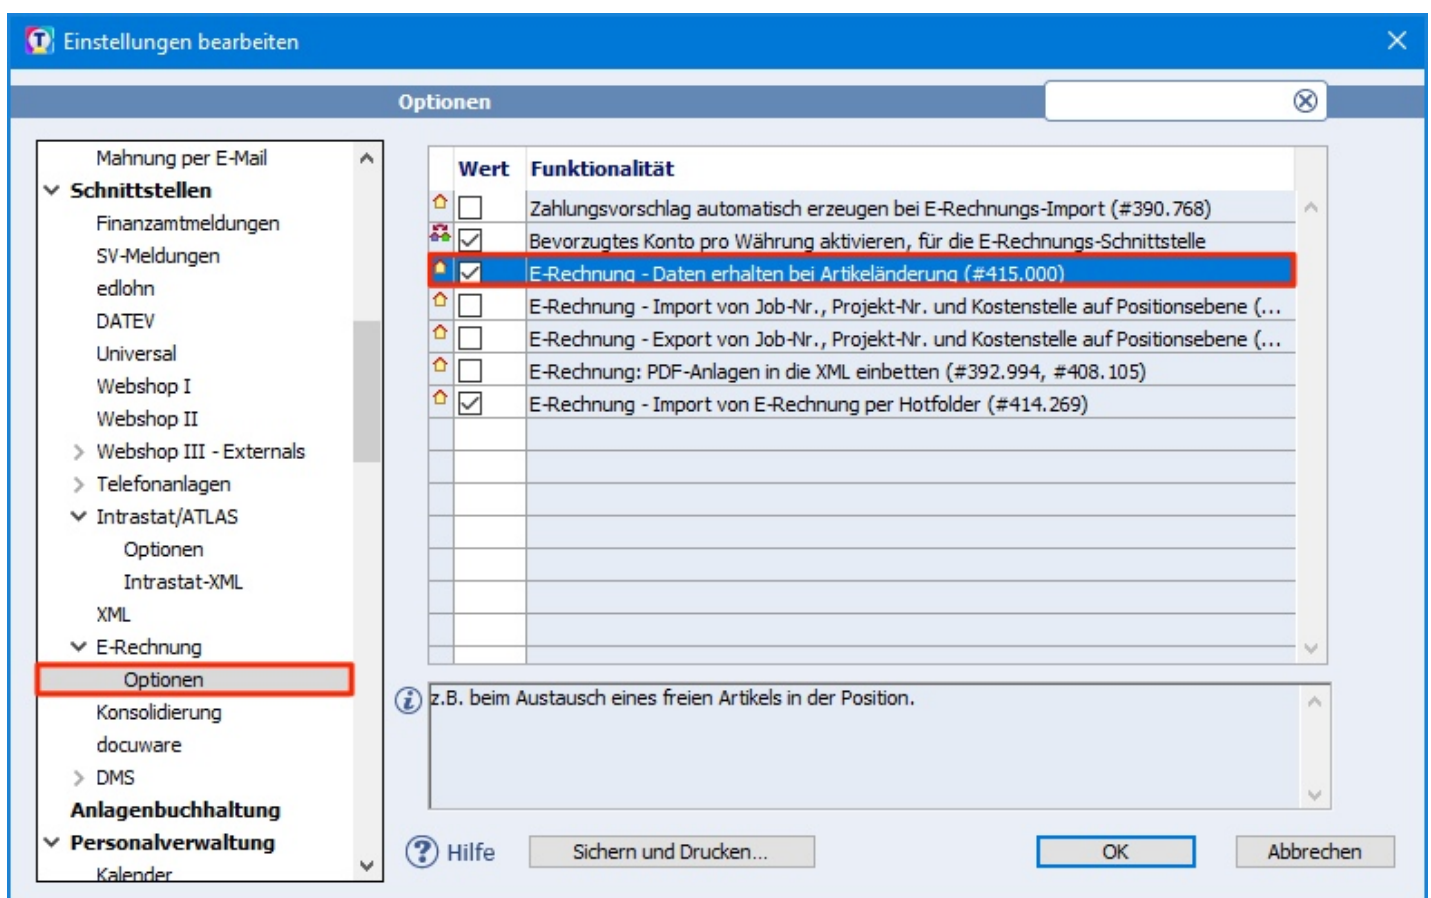 Einstellungen bearbeiten
Optionen
Mahnung per E-Mail
Schnittstellen
Finanzamtmeldungen
SV-Meldungen
edlohn
DATEV
Universal
Webshop I
Webshop II
Webshop III - Externals
Telefonanlagen
Intrastat/ATLAS
Optionen
Intrastat-XML
XML
E-Rechnung
Optionen
Konsolidierung
docuware
DMS
Anlagenbuchhaltung
Personalverwaltung
Kalender
Wert Funktionalität
Zahlungsvorschlag automatisch erzeugen bei E-Rechnungs-Import (#390.768)
Bevorzugtes Konto pro Währung aktivieren, für die E-Rechnungs-Schnittstelle
E-Rechnung - Daten erhalten bei Artikeländerung (#415.000)
E-Rechnung - Import von Job-Nr., Projekt-Nr. und Kostenstelle auf Positionsebene (...
E-Rechnung - Export von Job-Nr., Projekt-Nr. und Kostenstelle auf Positionsebene (...
E-Rechnung: PDF-Anlagen in die XML einbetten (#392.994, #408.105)
E-Rechnung - Import von E-Rechnung per Hotfolder (#414.269)
z.B. beim Austausch eines freien Artikels in der Position.
Hilfe
Sichern und Drucken...
OK
Abbrechen